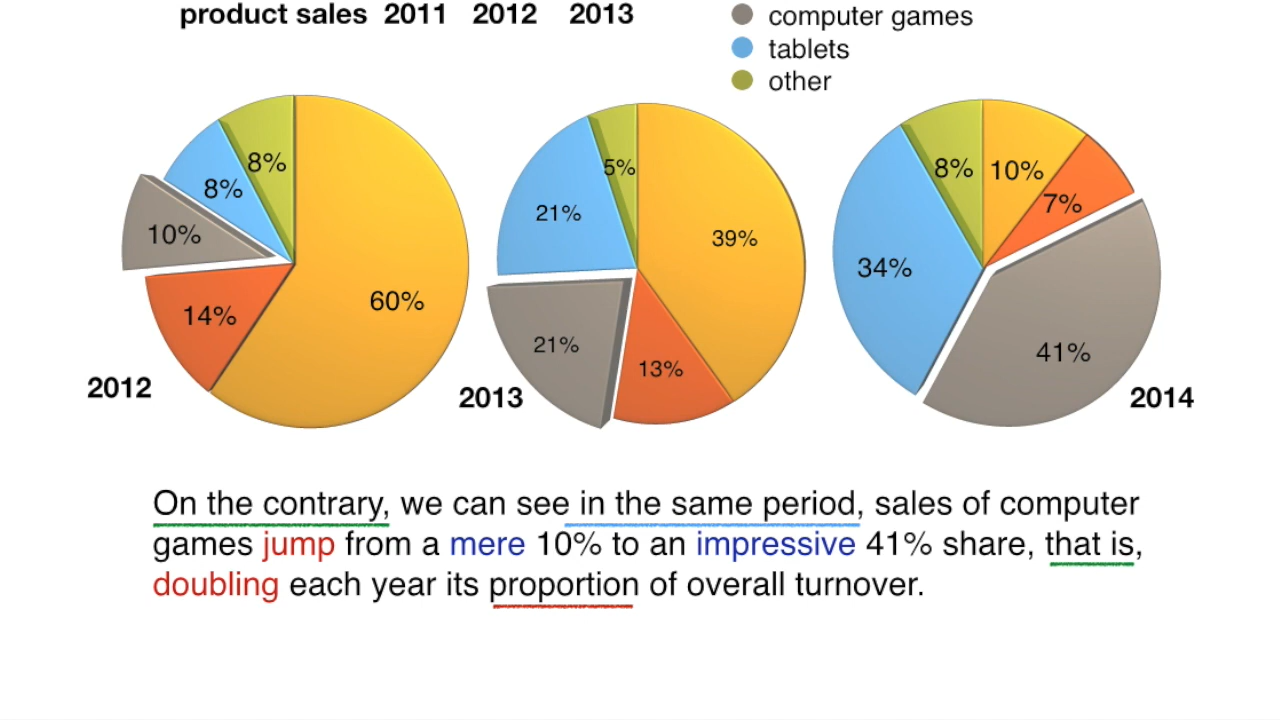 product sales 2011 2012 2013
computer games
tablets
other
8%
8%
10%
14%
60%
2012
5%
21%
39%
21%
13%
2013
8%
10%
7%
34%
41%
2014
On the contrary, we can see in the same period, sales of computer
games jump from a mere 10% to an impressive 41% share, that is,
doubling each year its proportion of overall turnover.